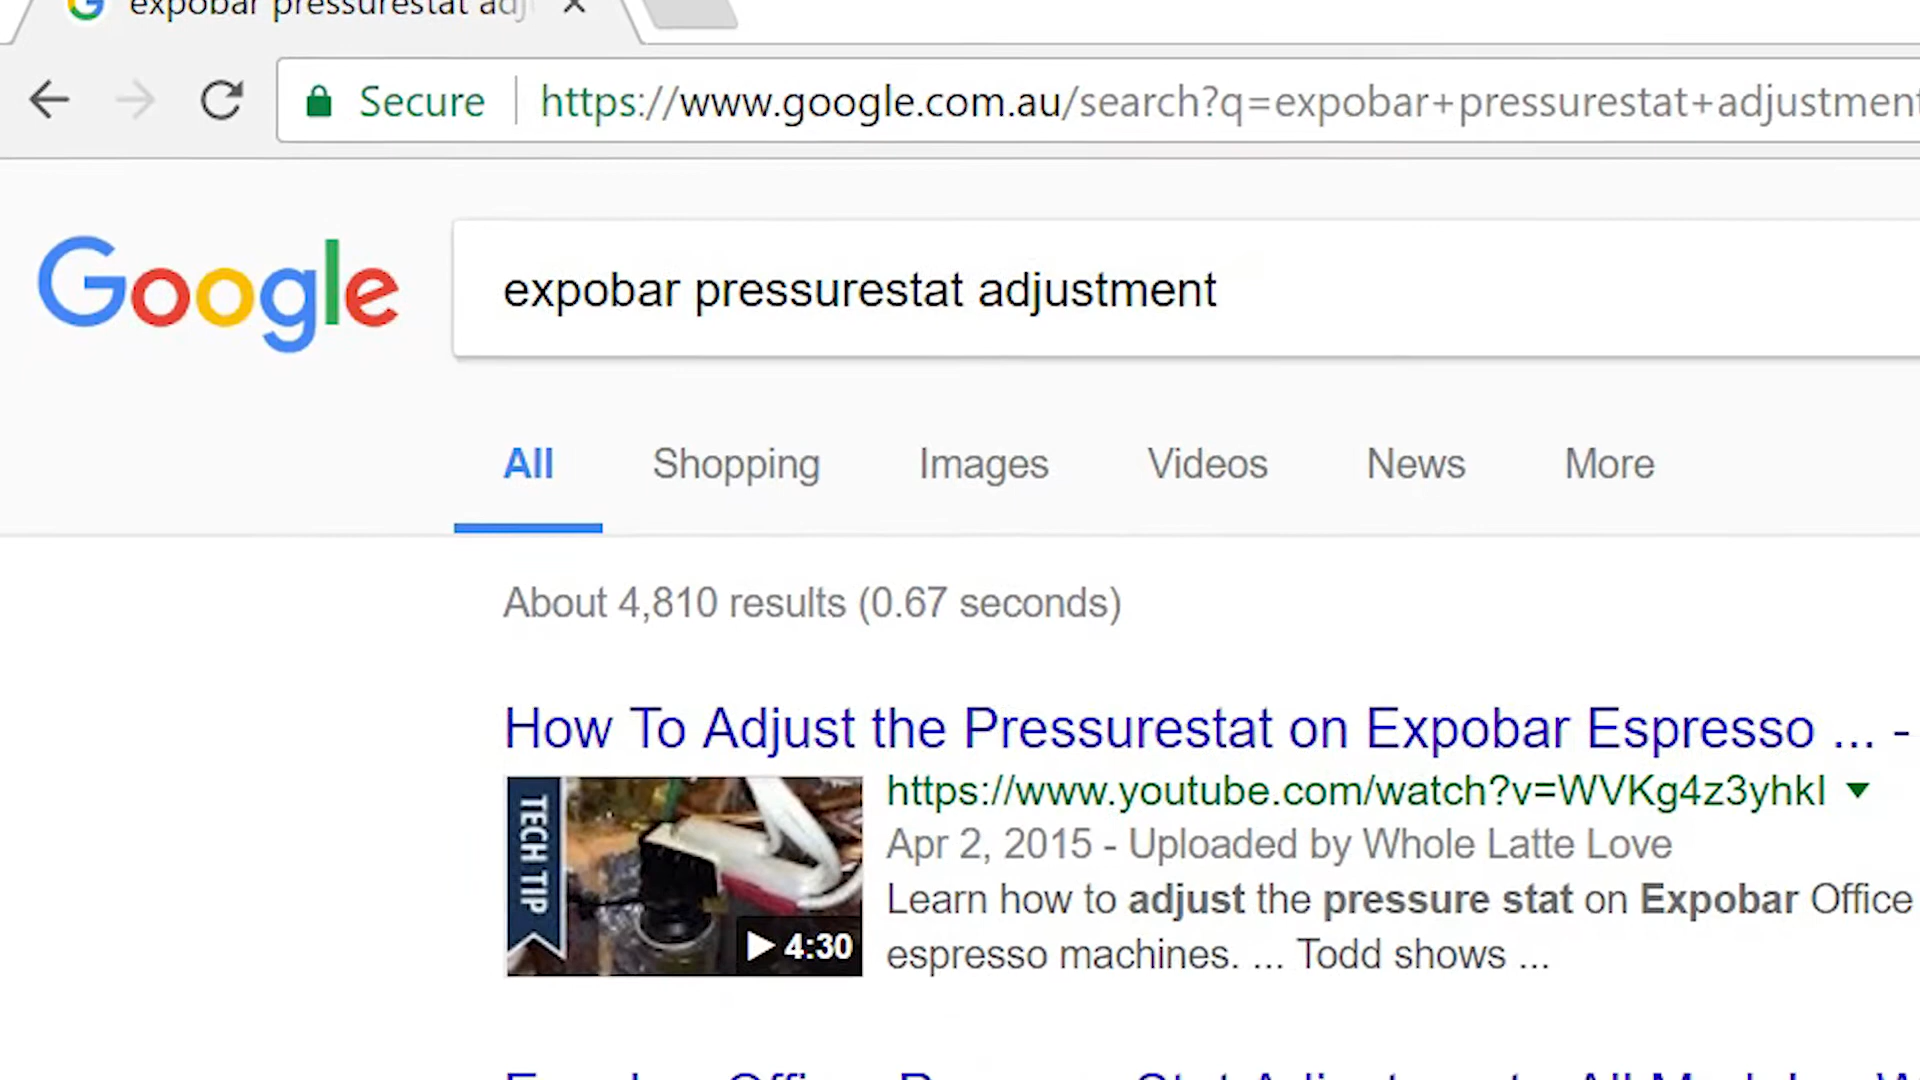 expobar pressurestat adj
Secure https://www.google.com.au/search?q=expobar+pressurestat+adjustment
Google
expobar pressurestat adjustment
All Shopping Images Videos News More
About 4,810 results (0.67 seconds)
How To Adjust the Pressurestat on Expobar Espresso ... -
TECH TIP
4:30
https://www.youtube.com/watch?v=WVKg4z3yhkI
Apr 2, 2015 - Uploaded by Whole Latte Love
Learn how to adjust the pressure stat on Expobar Office
espresso machines. ... Todd shows ...